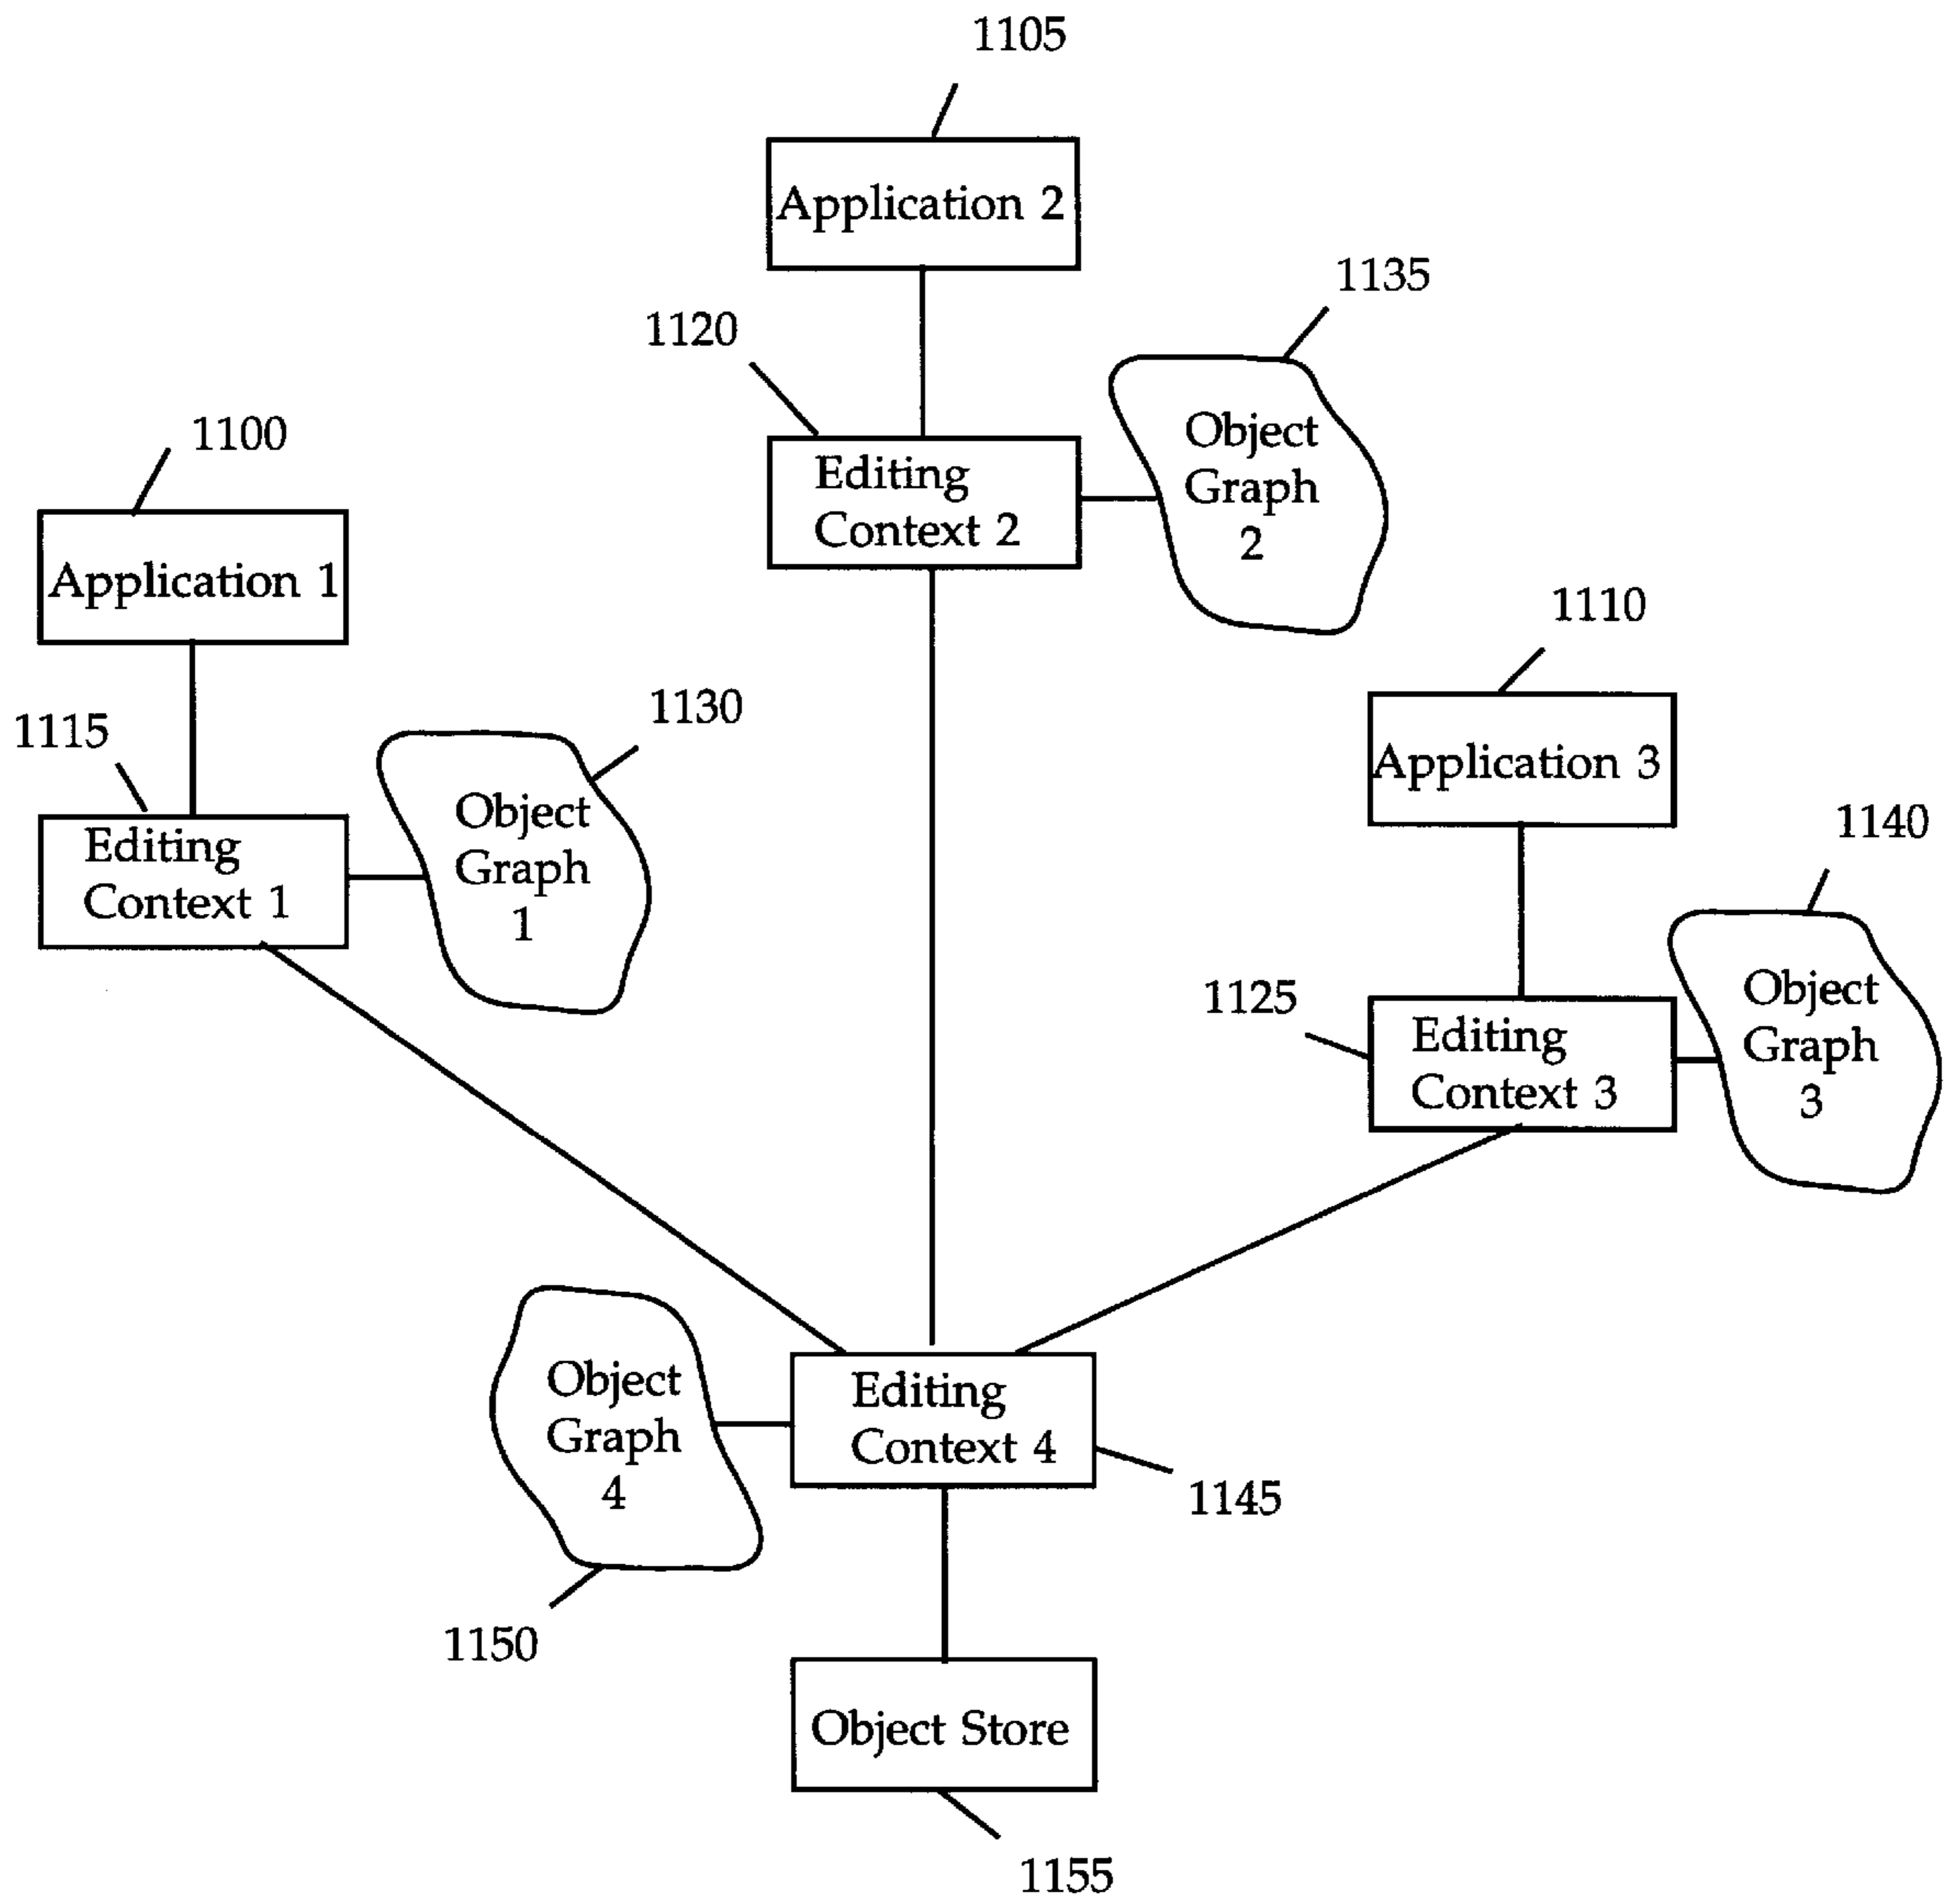 1105
Application 2
1135
1120
Object
Graph
2
Editing
Context 2
1100
Application 1
1110
1130
1115
Application 3
Object
Graph
1
1140
Editing
Context 1
Object
Graph
3
1125
Editing
Context 3
Object
Graph
4
Editing
Context 4
1145
1150
Object Store
1155